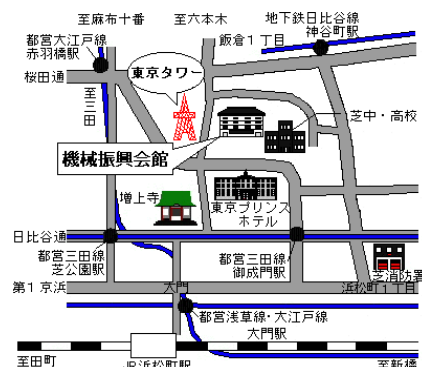 至麻布十番
至六本木
地下鉄日比谷線
神谷町駅
都営大江戸線
赤羽橋駅
飯倉1丁目
桜田通
東京タワー
至三田
芝中・高校
機械振興会館
増上寺
東京プリンス
ホテル
日比谷通
都営三田線
芝公園駅
都営三田線
御成門駅
芝消防署
第1京浜
大門
浜松町1丁目
都営浅草線・大江戸線
大門駅
至田町
JR浜松町駅
至新橋